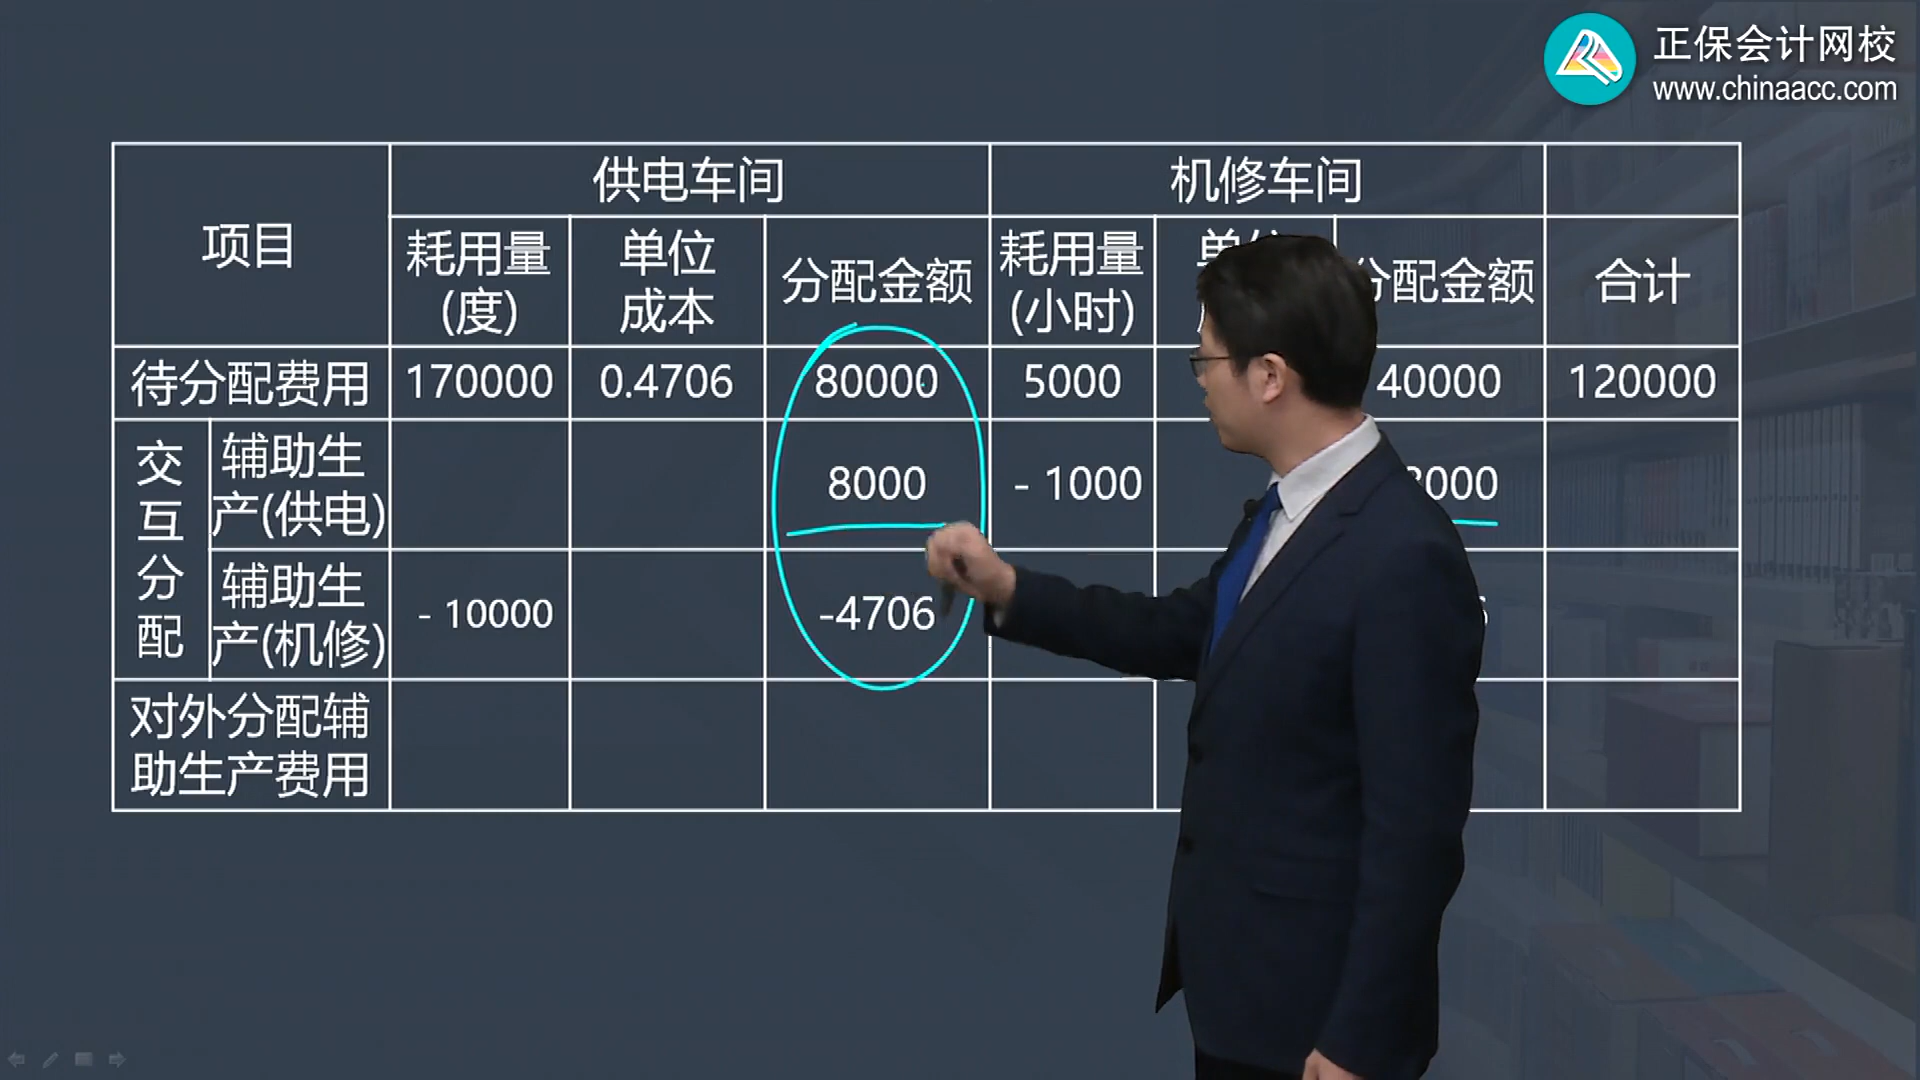 正保会计网校
www.chinaacc.com
项目
供电车间
机修车间
耗用量
(度)
单位
成本
分配金额
耗用量
(小时)
分配金额
合计
待分配费用
170000
0.4706
80000
5000
40000
120000
交互分配
辅助生
产(供电)
8000
- 1000
辅助生
产(机修)
- 10000
-4706
对外分配辅
助生产费用